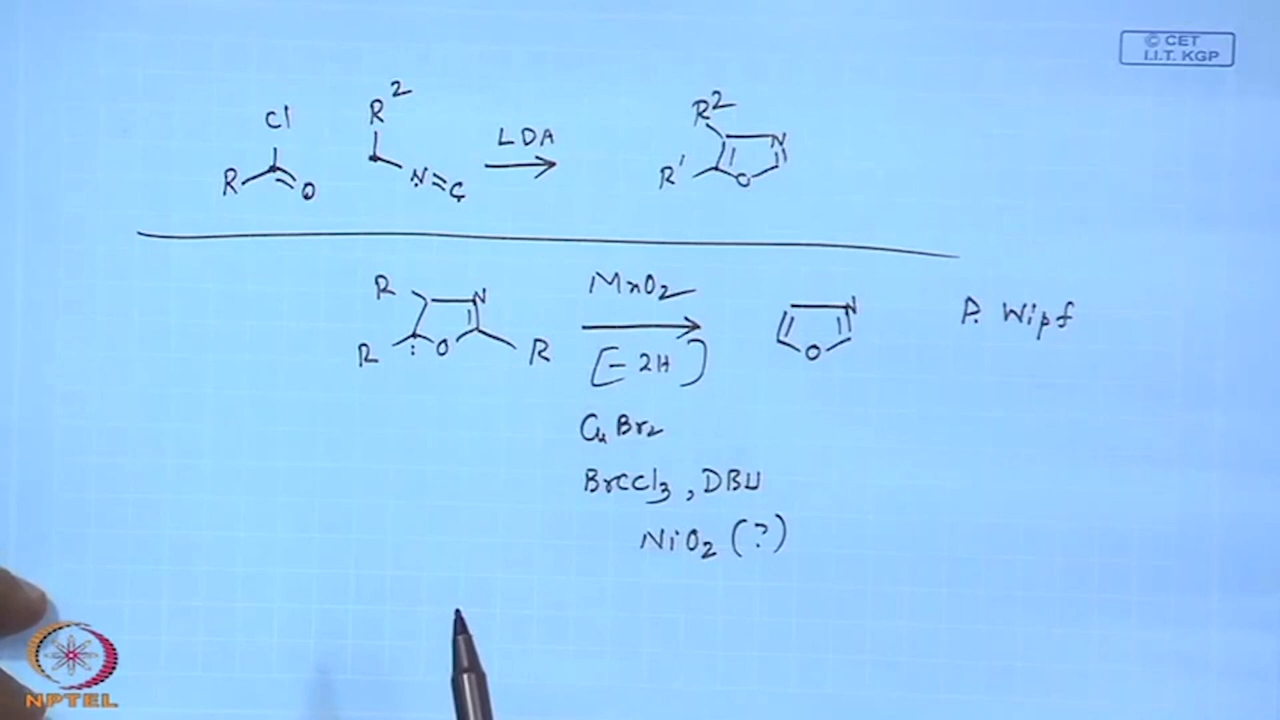 © CET
I.I.T. KGP
R Cl O R2 N=C LDA R' R2 N O
R R N O R MnO2 N O P. Wipf
[- 2H]
CuBr2
BrCCl3, DBU
NiO2 (?)
NPTEL